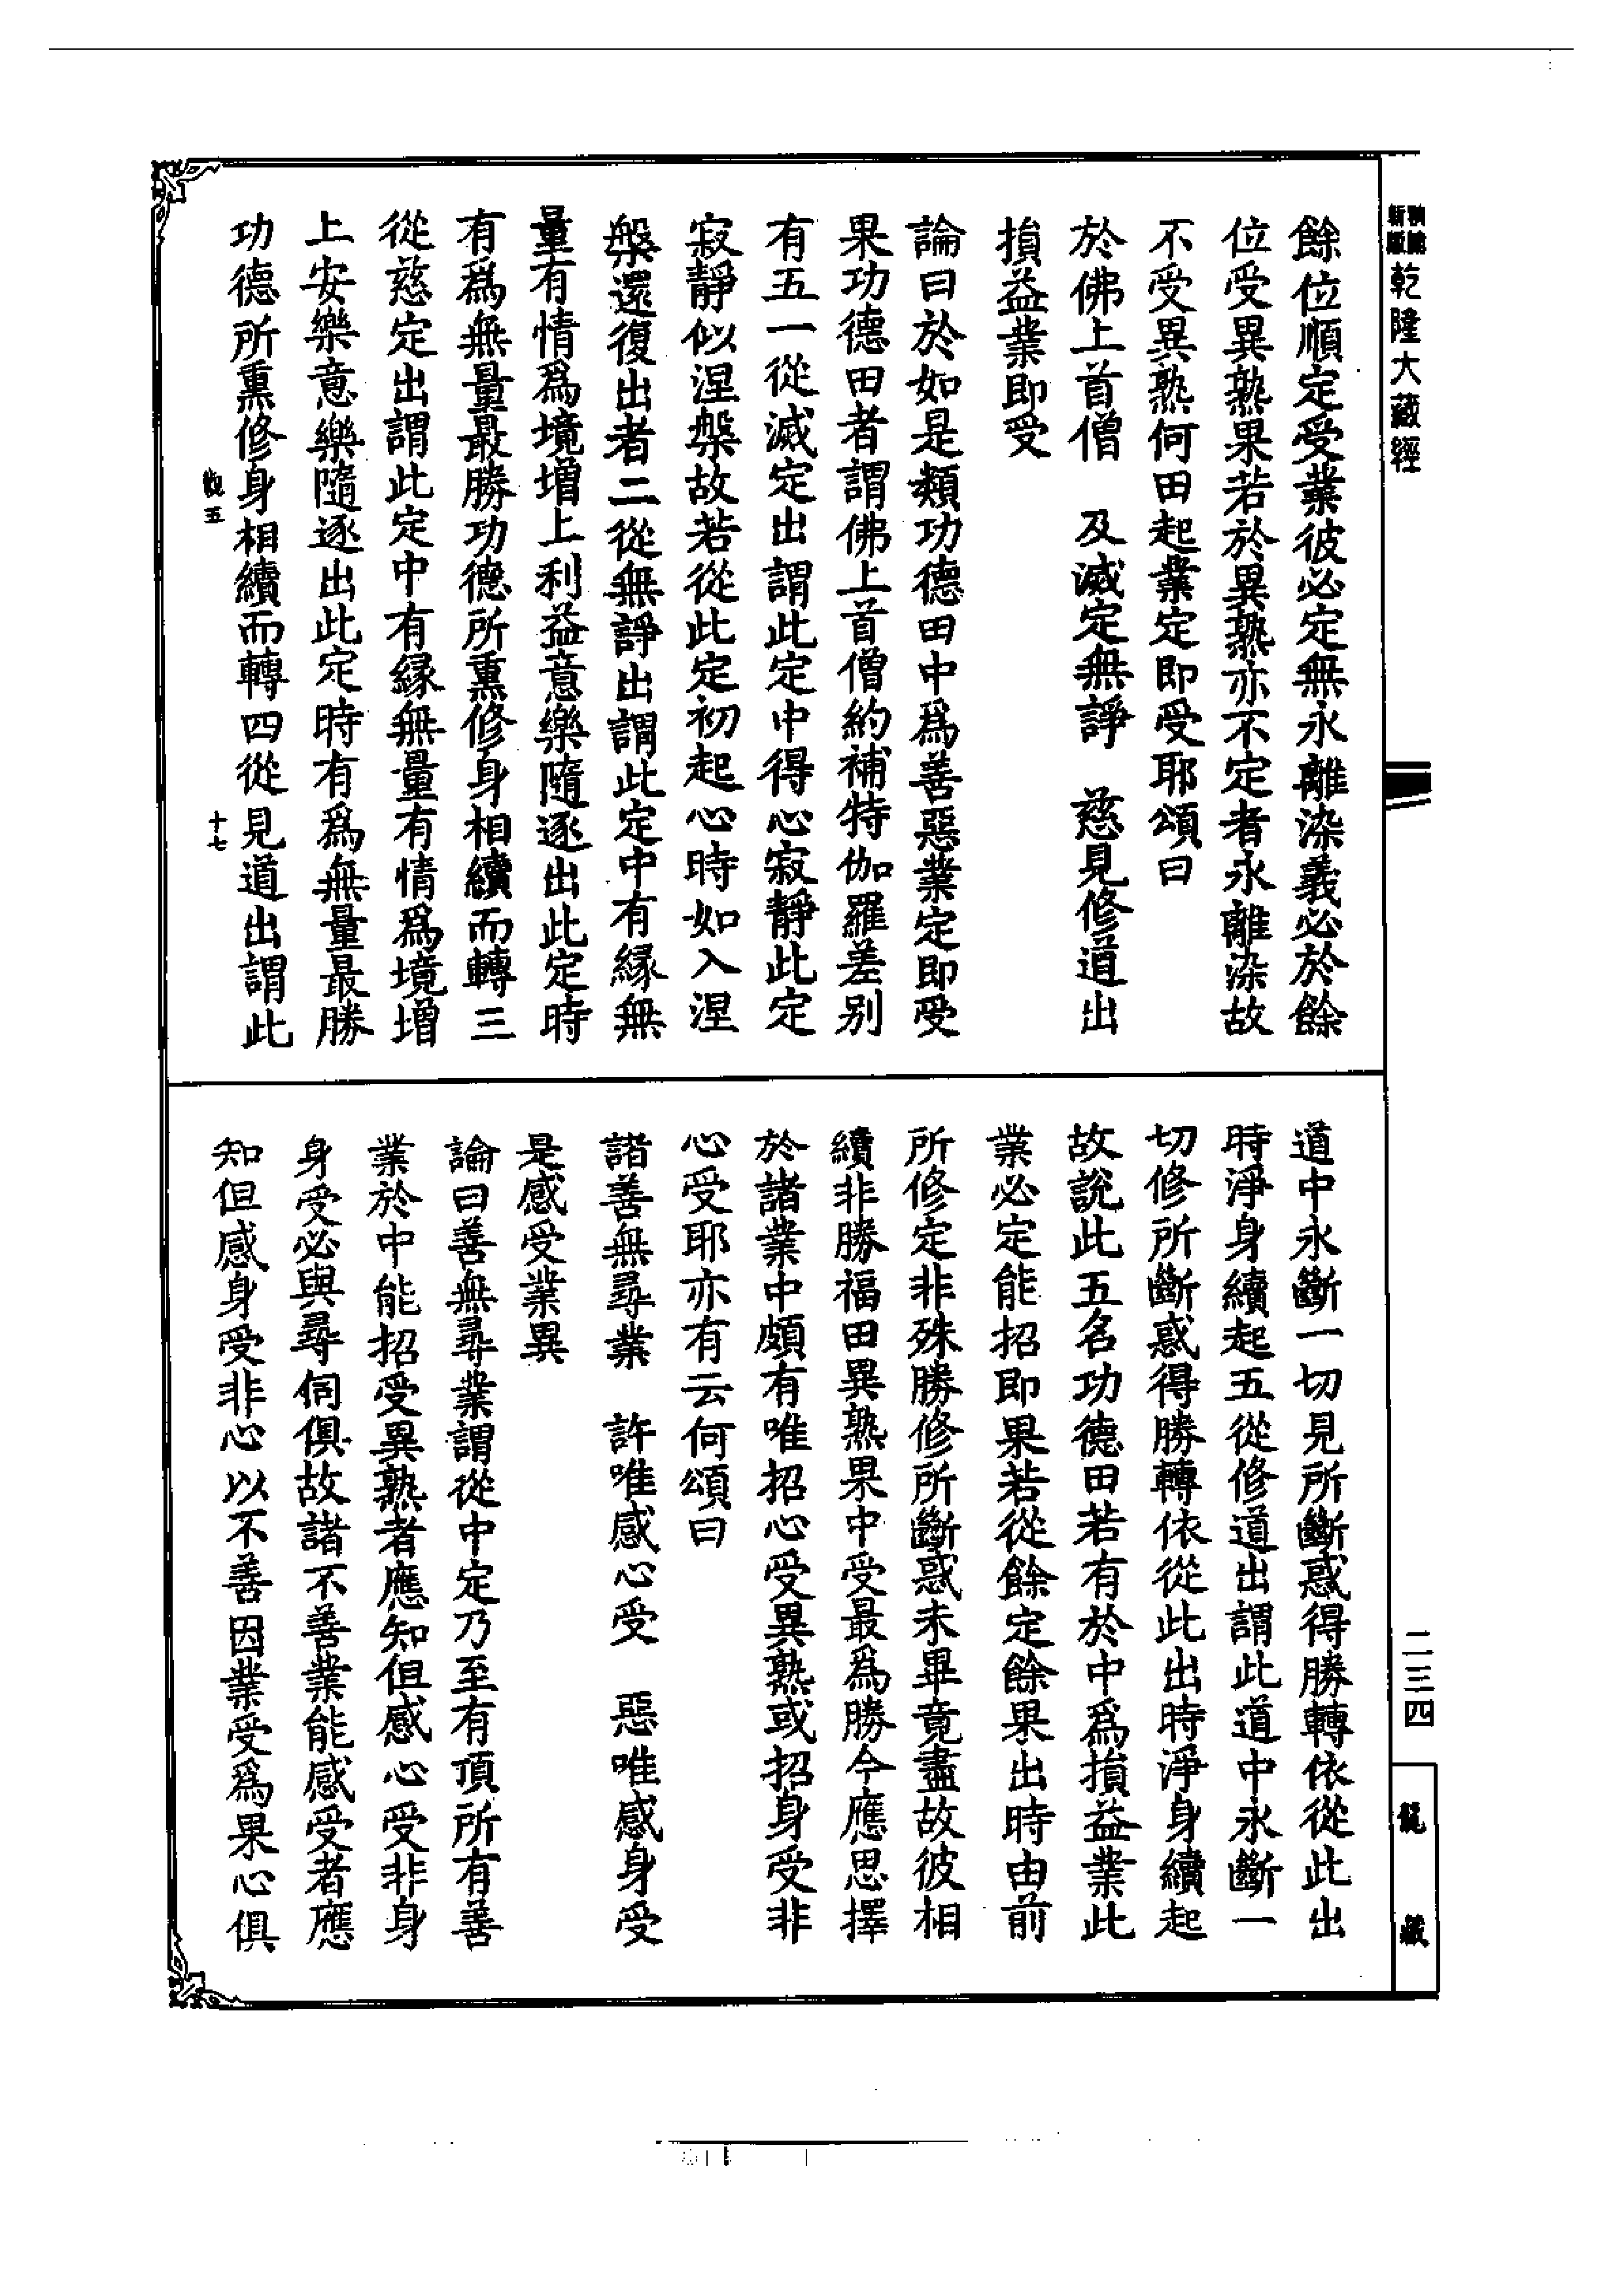 乾隆大藏經
餘位順定受業彼必定無永離染義必於餘
位受異熟果若於異熟亦不定者永離染故
不受異熟何田起業定即受耶頌曰
於佛上首僧　及滅定無諍　慈見修道出
損益業即受
論曰於如是類功德田中爲善惡業定即受
果功德田者謂佛上首僧約補特伽羅差别
有五一從滅定出謂此定中得心寂靜此定
寂靜似涅槃故若從此定初起心時如入涅
槃還復出者二從無諍出謂此定中有緣無
量有情爲境增上利益意樂隨逐出此定時
有爲無量最勝功德所熏修身相續而轉三
從慈定出謂此定中有緣無量有情爲境增
上安樂意樂隨逐出此定時有爲無量最勝
功德所熏修身相續而轉四從見道出謂此
觀五　十七
道中永斷一切見所斷惑得勝轉依從此出
時淨身續起五從修道出謂此道中永斷一
切修所斷惑得勝轉依從此出時淨身續起
故說此五名功德田若有於中爲損益業此
業必定能招即果若從餘定餘果出時由前
所修定非殊勝修所斷惑未畢竟盡故彼相
續非勝福田異熟果中受最爲勝今應思擇
於諸業中頗有唯招心受異熟或招身受非
心受耶亦有云何頌曰
諸善無尋業　許唯感心受　惡唯感身受
是感受業異
論曰善無尋業謂從中定乃至有頂所有善
業於中能招受異熟者應知但感心受非身
身受必與尋伺俱故諸不善業能感受者應
知但感身受非心以不善因業受爲果心俱
二三四
龍藏